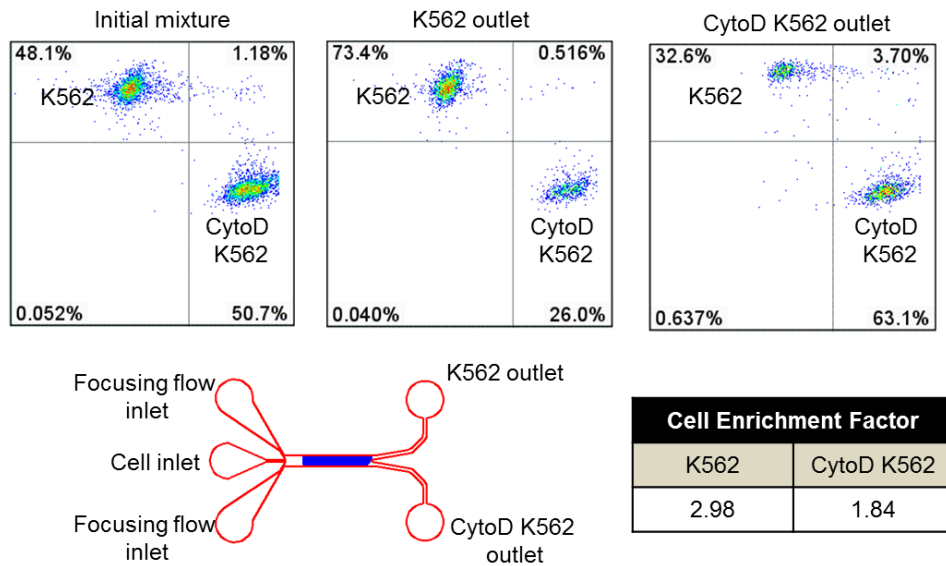 Initial mixture
48.1%
1.18%
K562
CytoD
K562
0.052%
50.7%
K562 outlet
73.4%
0.516%
K562
CytoD
K562
0.040%
26.0%
CytoD K562 outlet
32.6%
3.70%
K562
CytoD
K562
0.637%
63.1%
Focusing flow
inlet
Cell inlet
Focusing flow
inlet
K562 outlet
CytoD K562
outlet
Cell Enrichment Factor
K562 CytoD K562
2.98 1.84